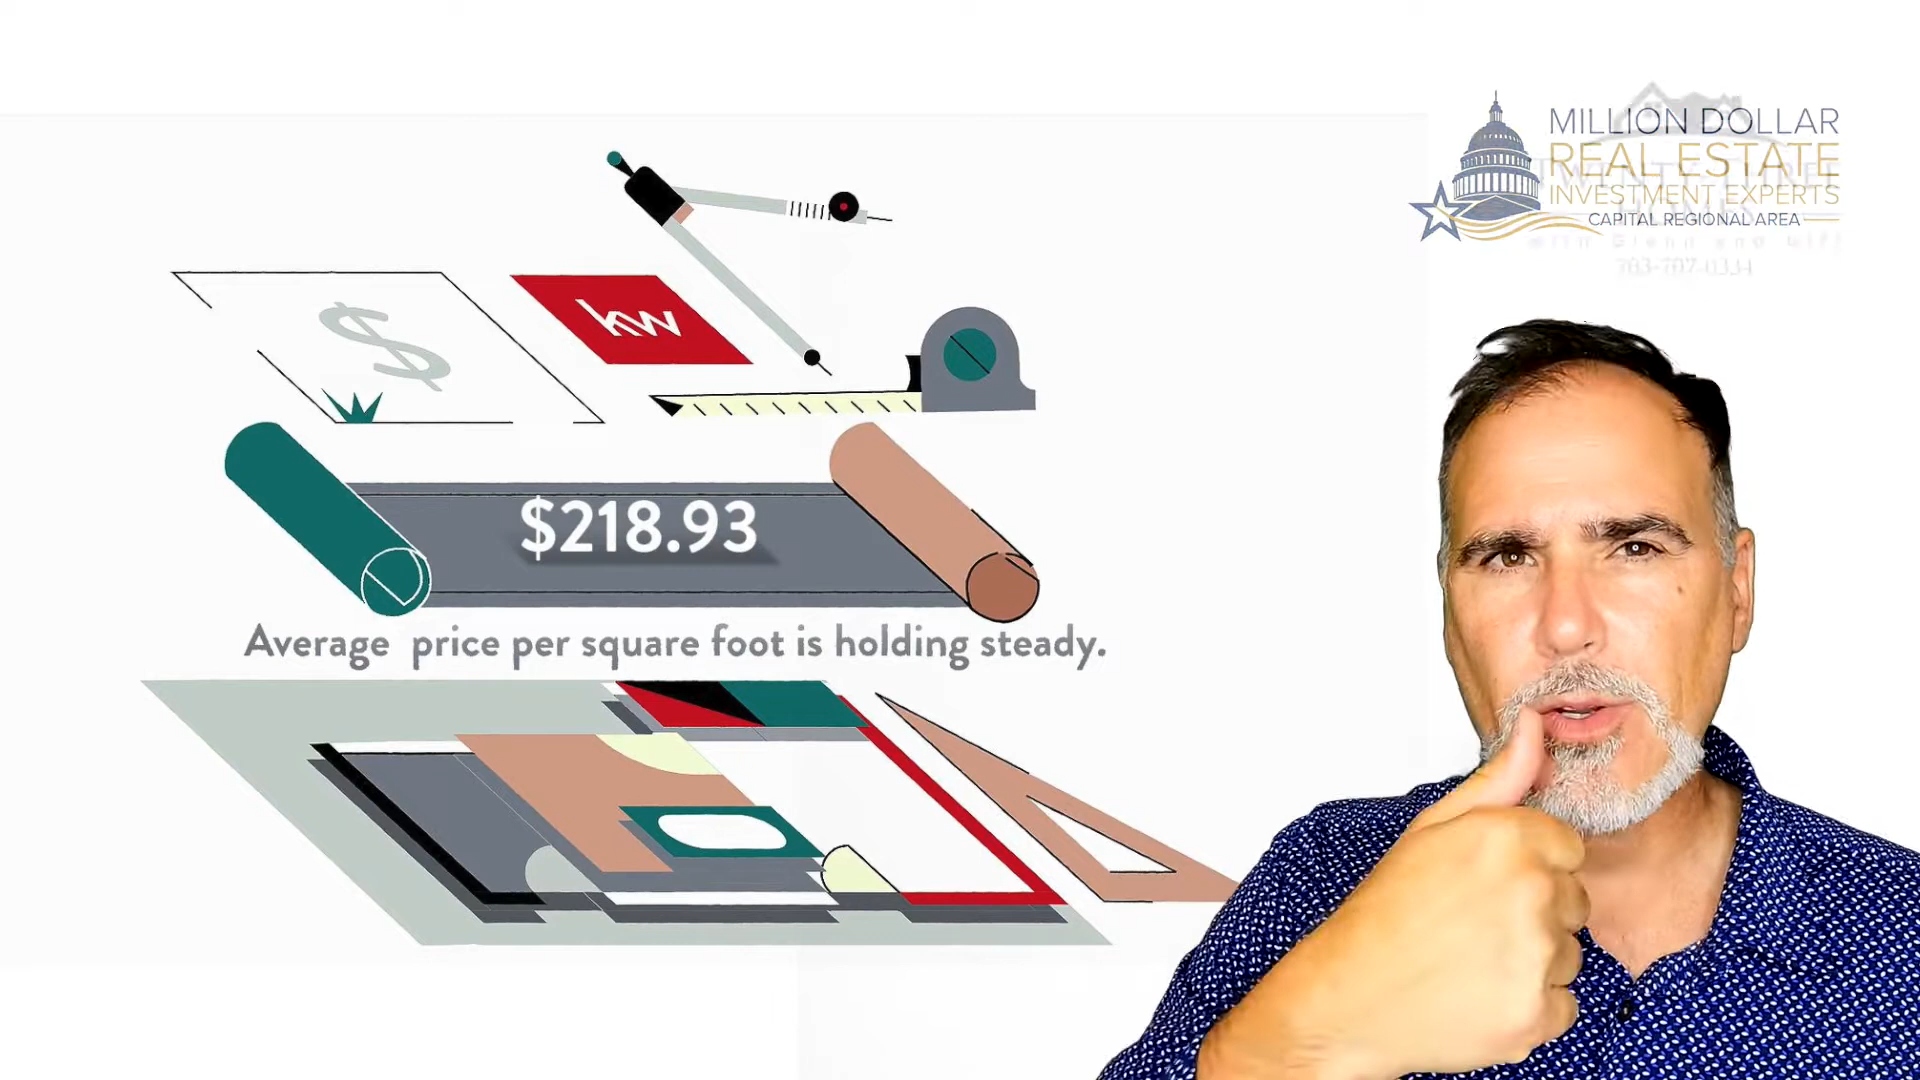 MILLION DOLLAR
REAL ESTATE
INVESTMENT EXPERTS
CAPITAL REGIONAL AREA
$
kw
$218.93
Average price per square foot is holding steady.